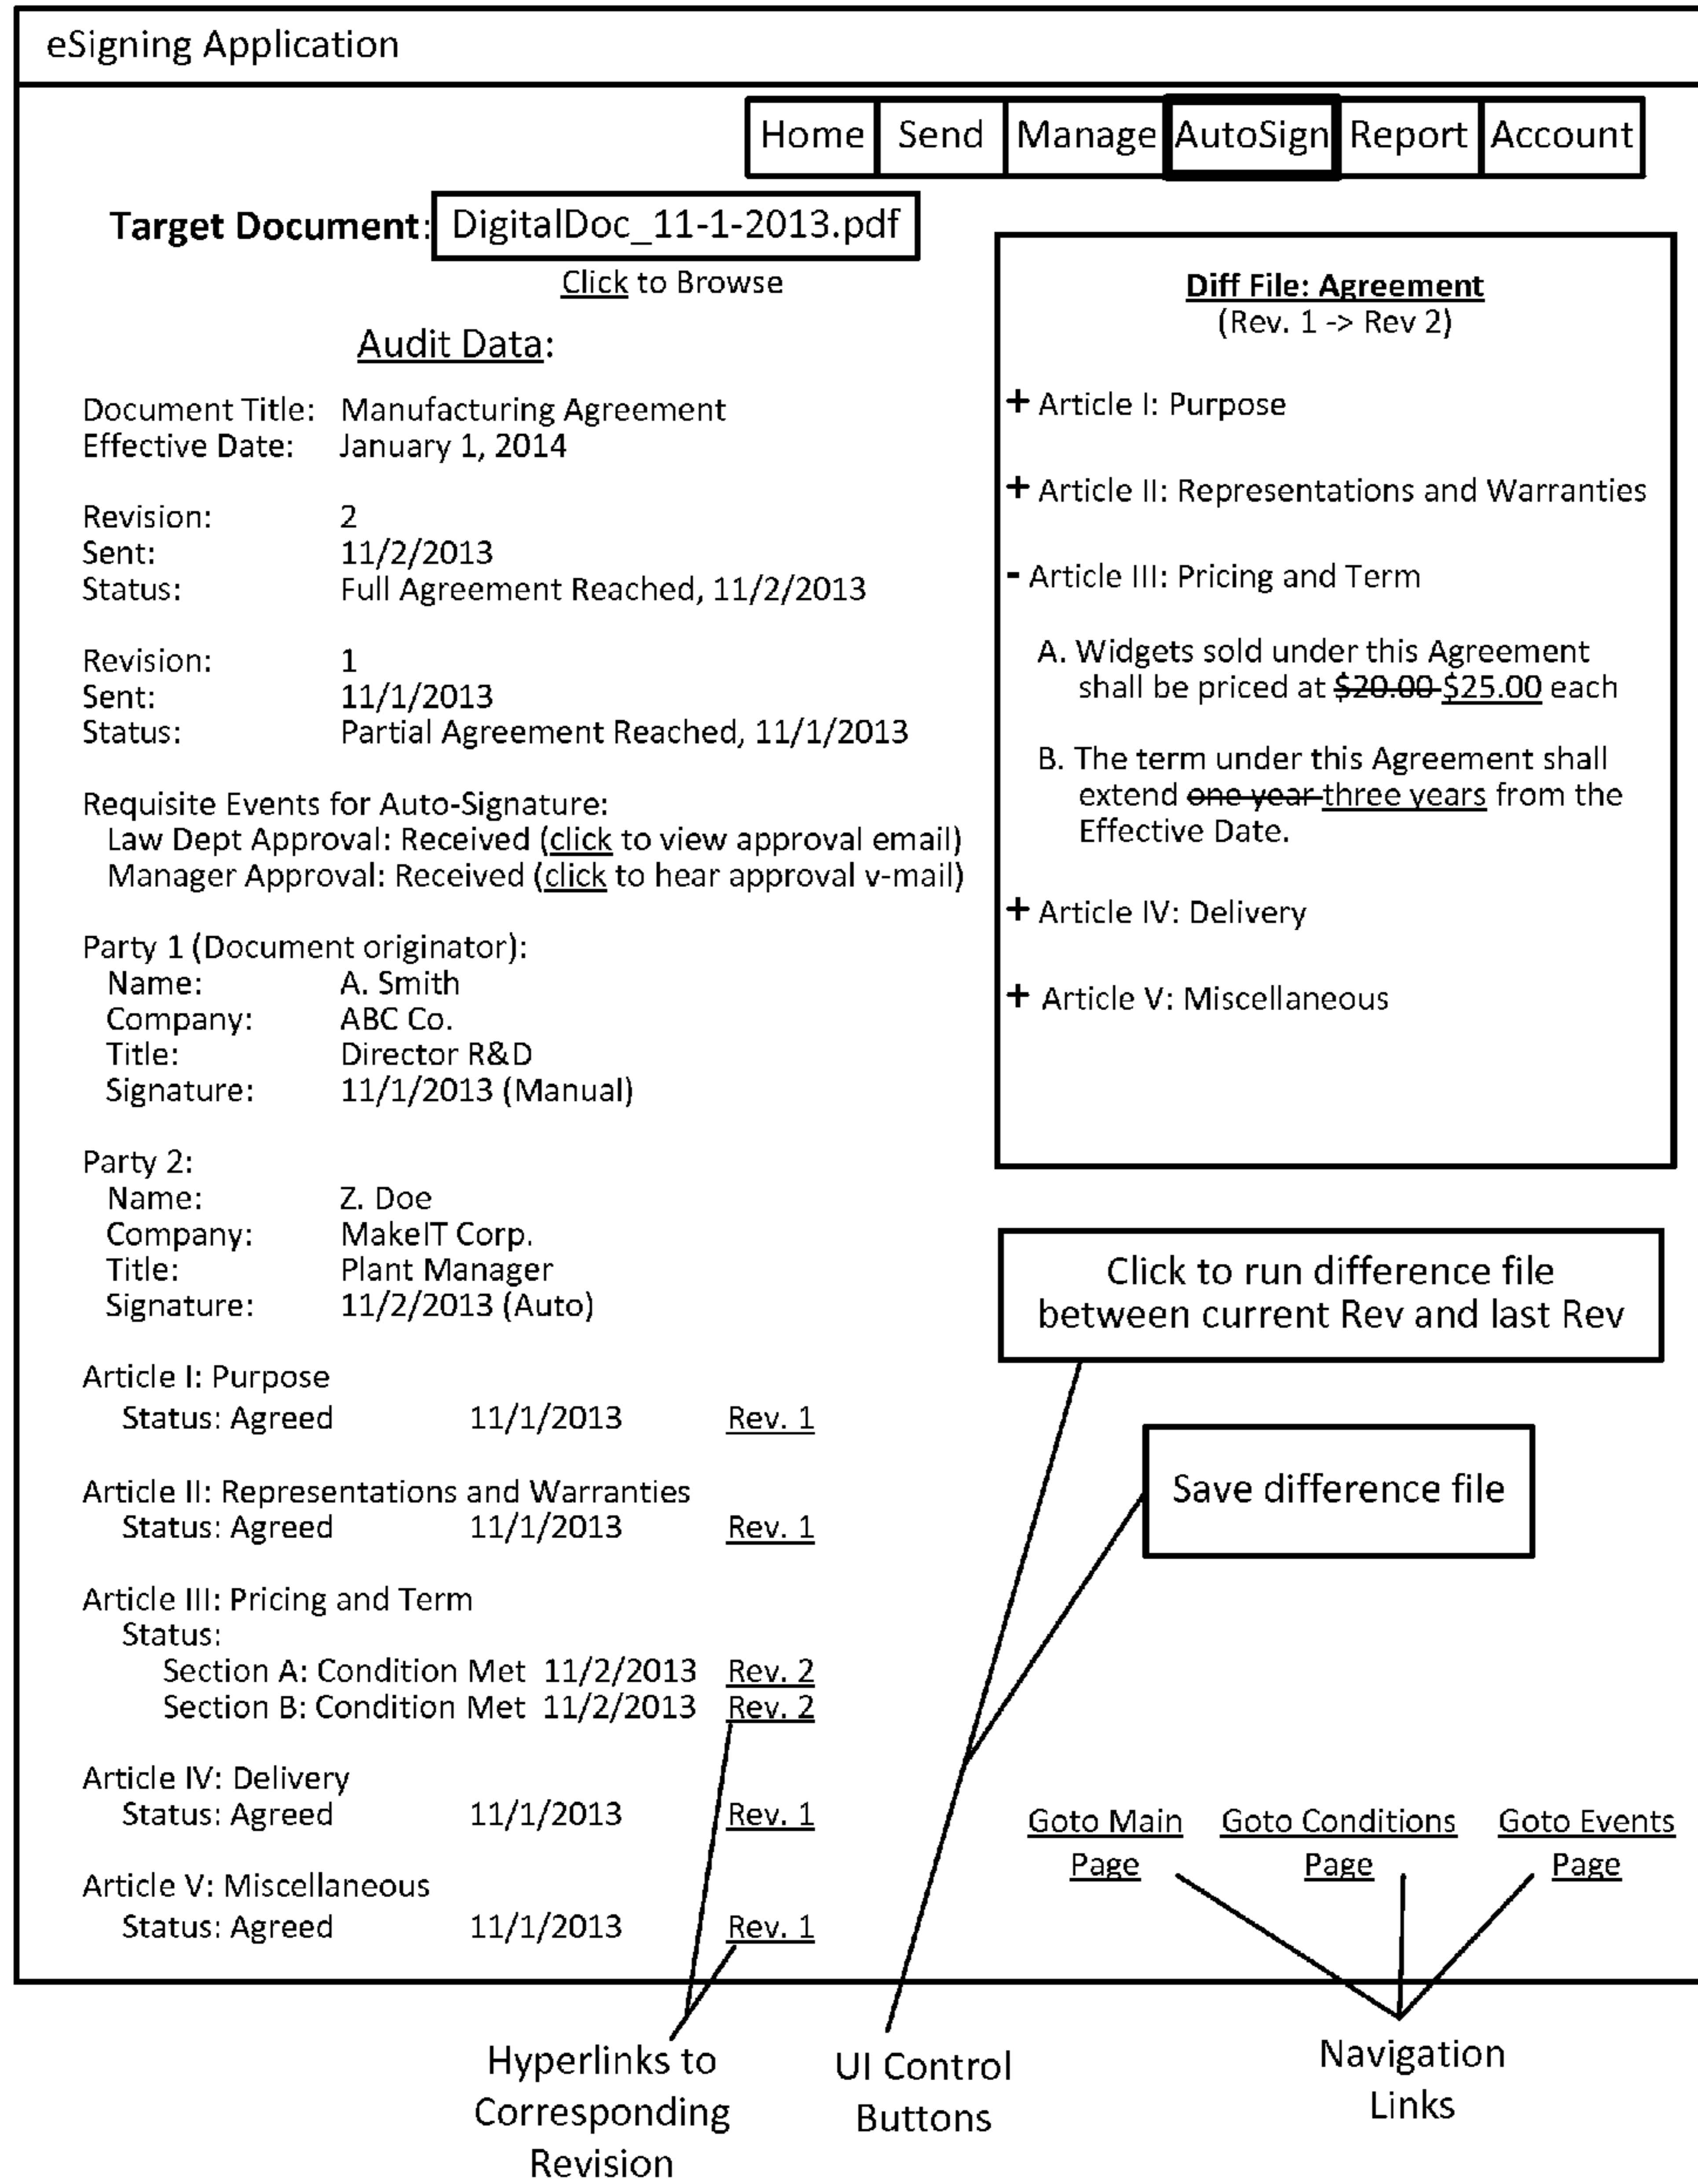 eSigning Application
Home Send Manage AutoSign Report Account
Target Document: DigitalDoc_11-1-2013.pdf
Click to Browse
Audit Data:
Document Title: Manufacturing Agreement
Effective Date: January 1, 2014
Revision: 2
Sent: 11/2/2013
Status: Full Agreement Reached, 11/2/2013
Revision: 1
Sent: 11/1/2013
Status: Partial Agreement Reached, 11/1/2013
Requisite Events for Auto-Signature:
Law Dept Approval: Received (click to view approval email)
Manager Approval: Received (click to hear approval v-mail)
Party 1 (Document originator):
Name: A. Smith
Company: ABC Co.
Title: Director R&D
Signature: 11/1/2013 (Manual)
Party 2:
Name: Z. Doe
Company: MakeIT Corp.
Title: Plant Manager
Signature: 11/2/2013 (Auto)
Article I: Purpose
Status: Agreed 11/1/2013 Rev. 1
Article II: Representations and Warranties
Status: Agreed 11/1/2013 Rev. 1
Article III: Pricing and Term
Status:
Section A: Condition Met 11/2/2013 Rev. 2
Section B: Condition Met 11/2/2013 Rev. 2
Article IV: Delivery
Status: Agreed 11/1/2013 Rev. 1
Article V: Miscellaneous
Status: Agreed 11/1/2013 Rev. 1
Diff File: Agreement
(Rev. 1 -> Rev 2)
+ Article I: Purpose
+ Article II: Representations and Warranties
- Article III: Pricing and Term
A. Widgets sold under this Agreement
shall be priced at $20.00 $25.00 each
B. The term under this Agreement shall
extend one year three years from the
Effective Date.
+ Article IV: Delivery
+ Article V: Miscellaneous
Click to run difference file
between current Rev and last Rev
Save difference file
Goto Main
Page
Goto Conditions
Page
Goto Events
Page
Hyperlinks to
Corresponding
Revision
UI Control
Buttons
Navigation
Links